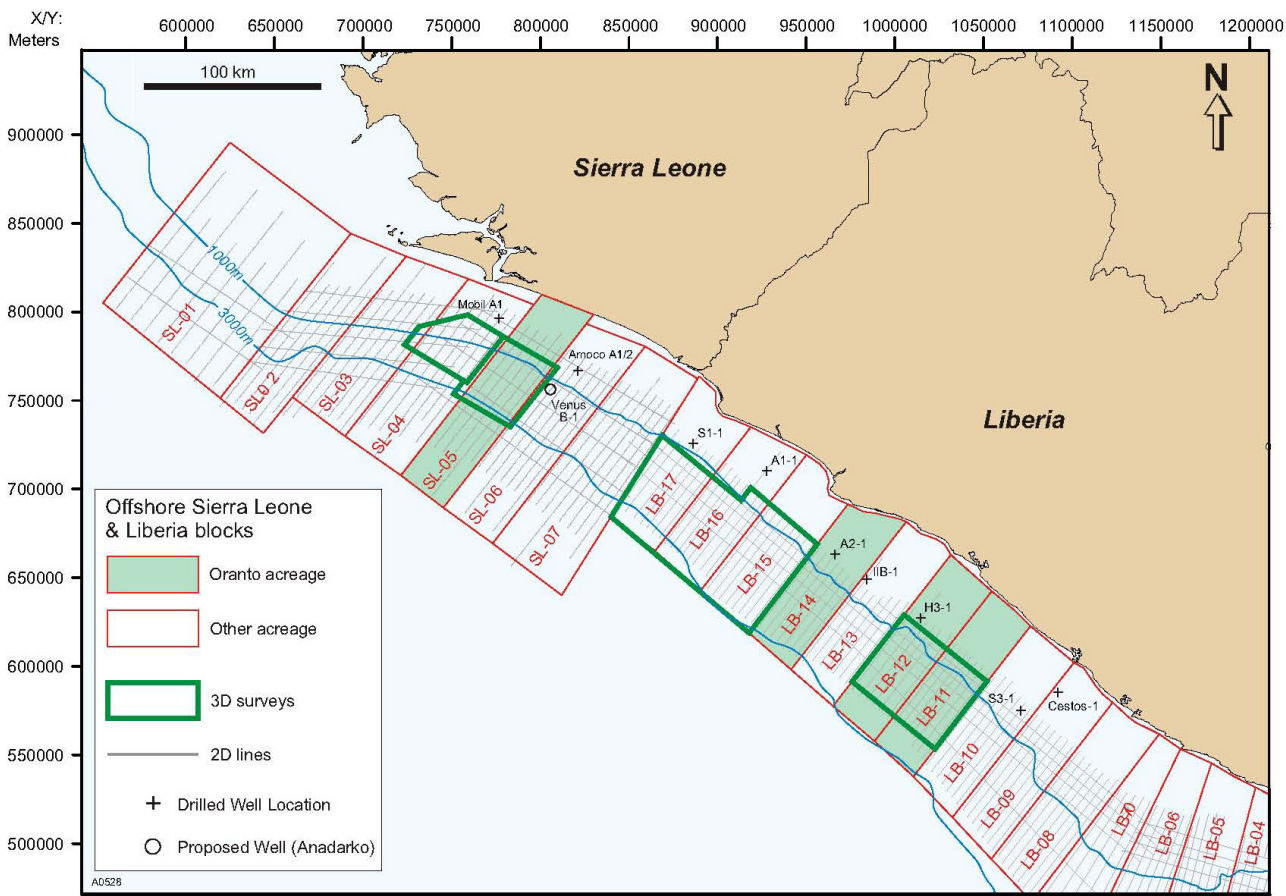 X/Y:
Meters
600000 650000 700000 750000 800000 850000 900000 950000 1000000 1050000 1100000 1150000 1200000
100 km
N
900000
850000
800000
750000
700000
650000
600000
550000
500000
Sierra Leone
Liberia
1000m
3000m
SL-01
SL0 2
SL-03
SL-04
SL-05
SL-06
SL-07
Mobil A1
Amoco A1/2
Venus
B-1
S1-1
A1-1
LB-17
LB-16
LB-15
LB-14
LB-13
LB-12
LB-11
LB-10
LB-09
LB-08
LB-0
LB-06
LB-05
LB-04
A2-1
IIB-1
H3-1
S3-1
Cestos-1
Offshore Sierra Leone
& Liberia blocks
Oranto acreage
Other acreage
3D surveys
2D lines
Drilled Well Location
Proposed Well (Anadarko)
A0528